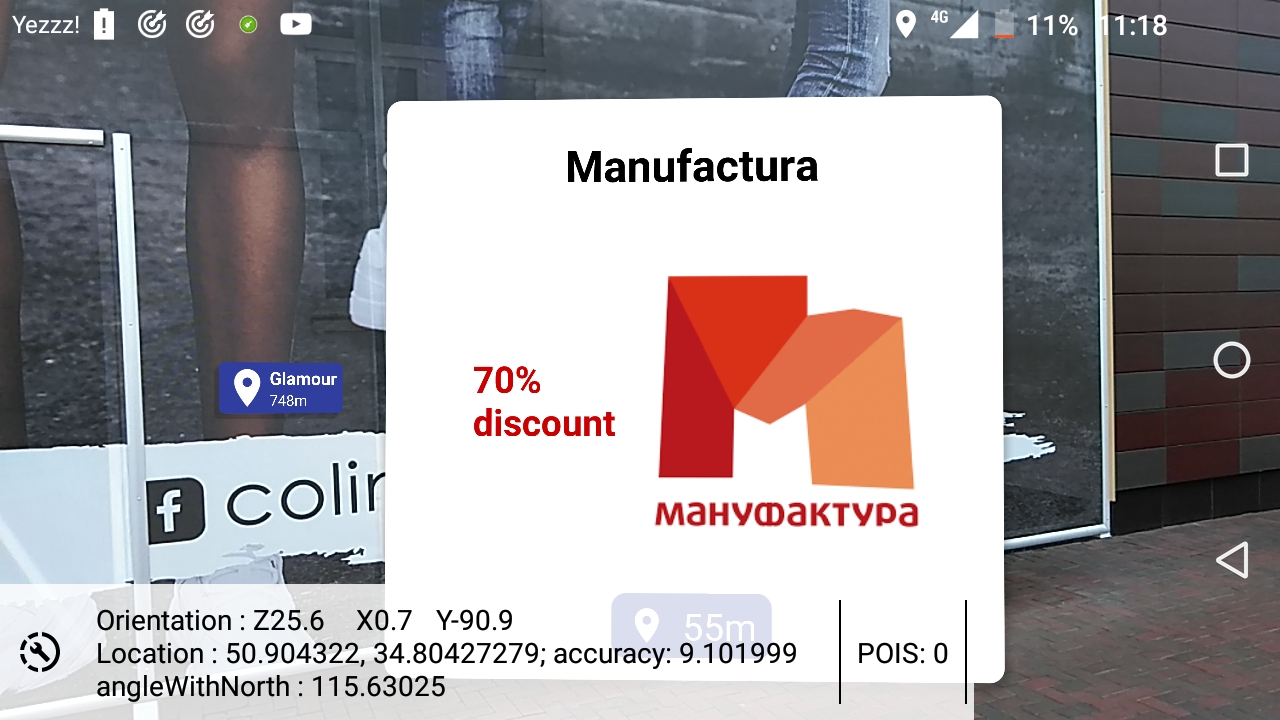 Yezzz!
4G
11%
11:18
Manufactura
70%
discount
мануфактура
Glamour
748m
f colin
55m
Orientation : Z25.6 X0.7 Y-90.9
Location : 50.904322, 34.80427279; accuracy: 9.101999
angleWithNorth : 115.63025
POIS: 0